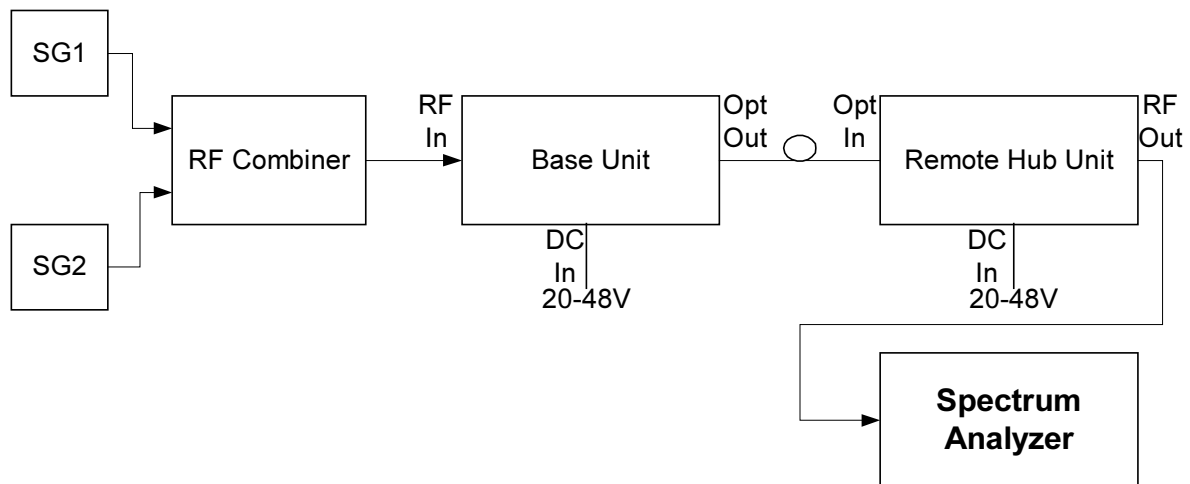 SG1
SG2
RF Combiner
RF
In
Base Unit
DC
In
20-48V
Opt
Out
Opt
In
Remote Hub Unit
DC
In
20-48V
RF
Out
Spectrum
Analyzer